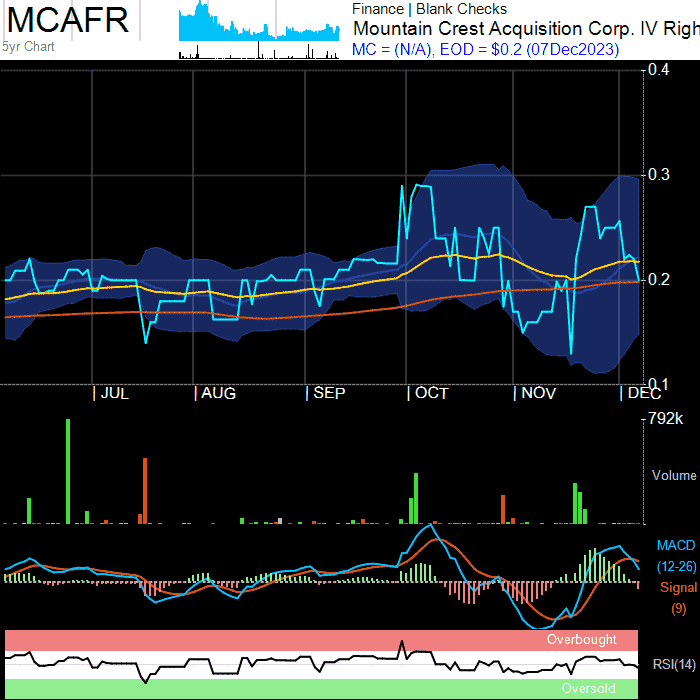 MCAFR
5yr Chart
Finance | Blank Checks
Mountain Crest Acquisition Corp. IV Righ
MC = (N/A), EOD = $0.2 (07Dec2023)
0.4
0.3
0.2
0.1
JUL
AUG
SEP
OCT
NOV
DEC
792k
Volume
MACD
(12-26)
Signal
(9)
Overbought
RSI(14)
Oversold